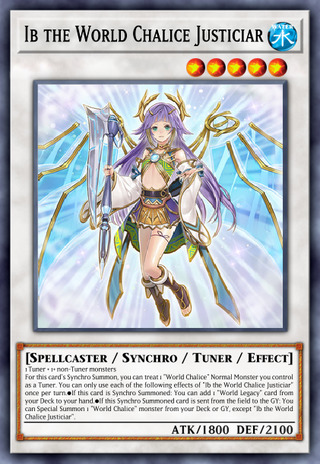 Ib the World Chalice Justiciar
WATER
水
[Spellcaster / Synchro / Tuner / Effect]
1 Tuner + 1+ non-Tuner monsters
For this card's Synchro Summon, you can treat 1 "World Chalice" Normal Monster you
control as a Tuner. You can only use each of the following effects of "Ib the World Chalice Justiciar"
once per turn.●If this card is Synchro Summoned: You can add 1 "World Legacy" card from
your Deck to your hand.●If this Synchro Summoned card is sent from the field to the GY: You
can Special Summon 1 "World Chalice" monster from your Deck or GY, except "Ib the World
Chalice Justiciar".
ATK/1800 DEF/2100